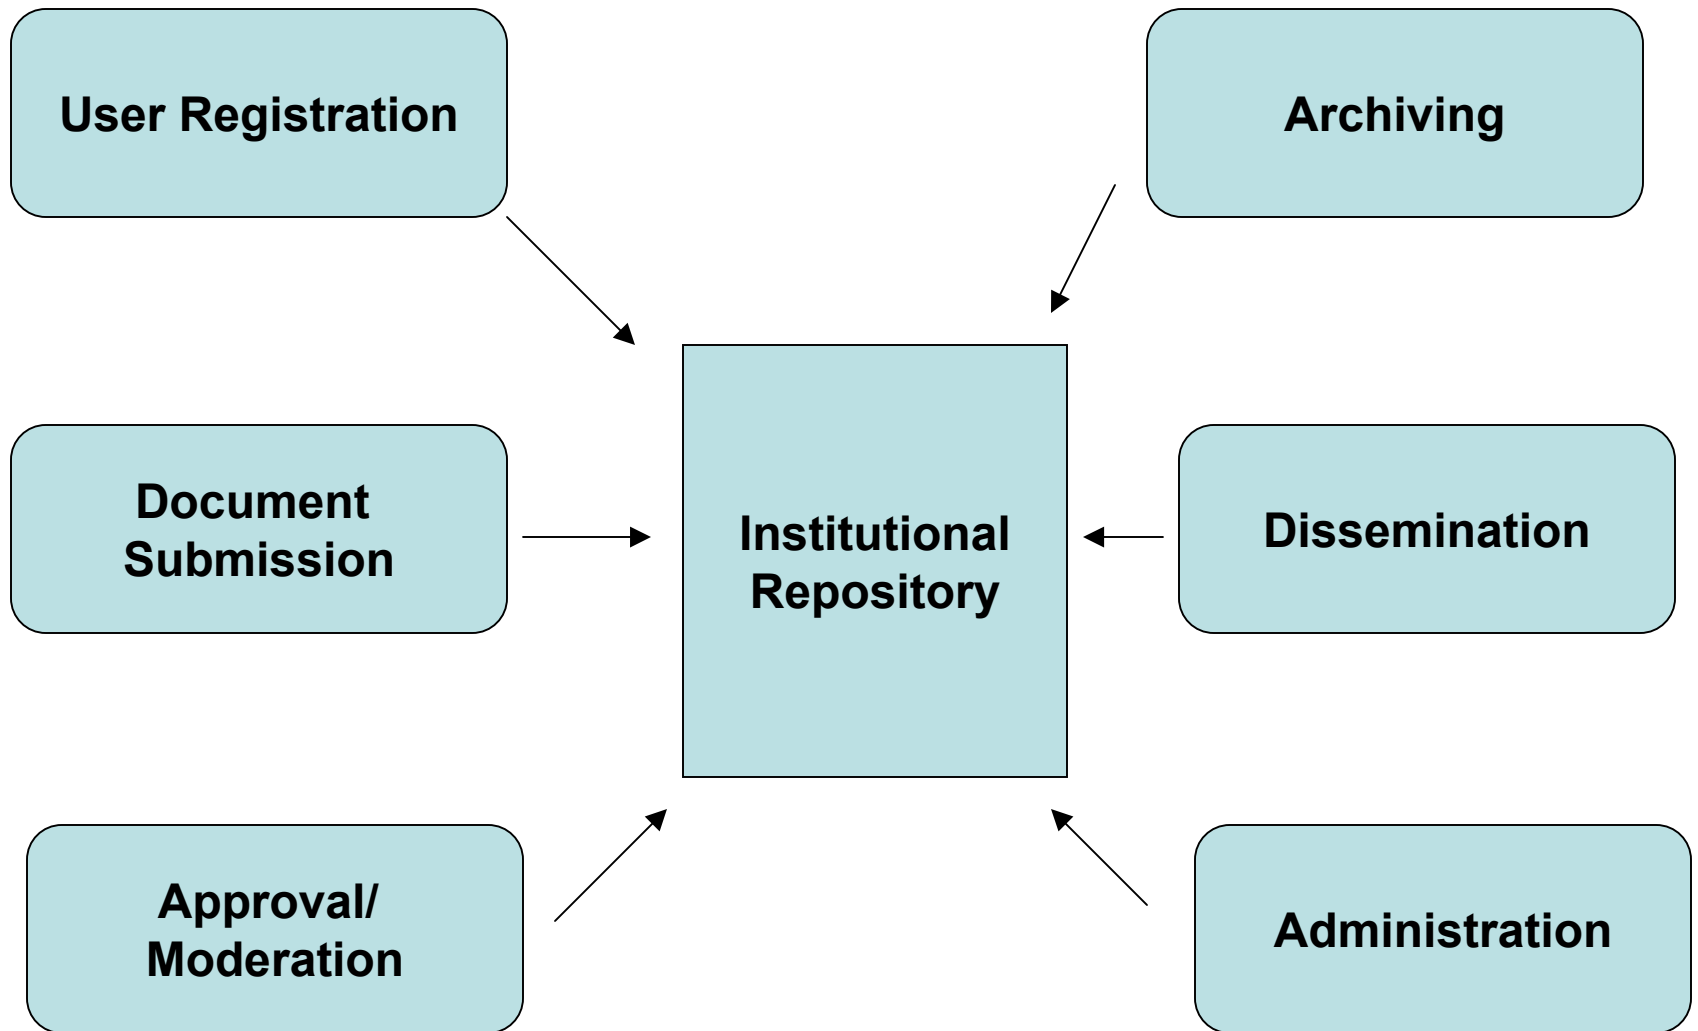 User Registration
Archiving
Document
Submission
Institutional
Repository
Dissemination
Approval/
Moderation
Administration